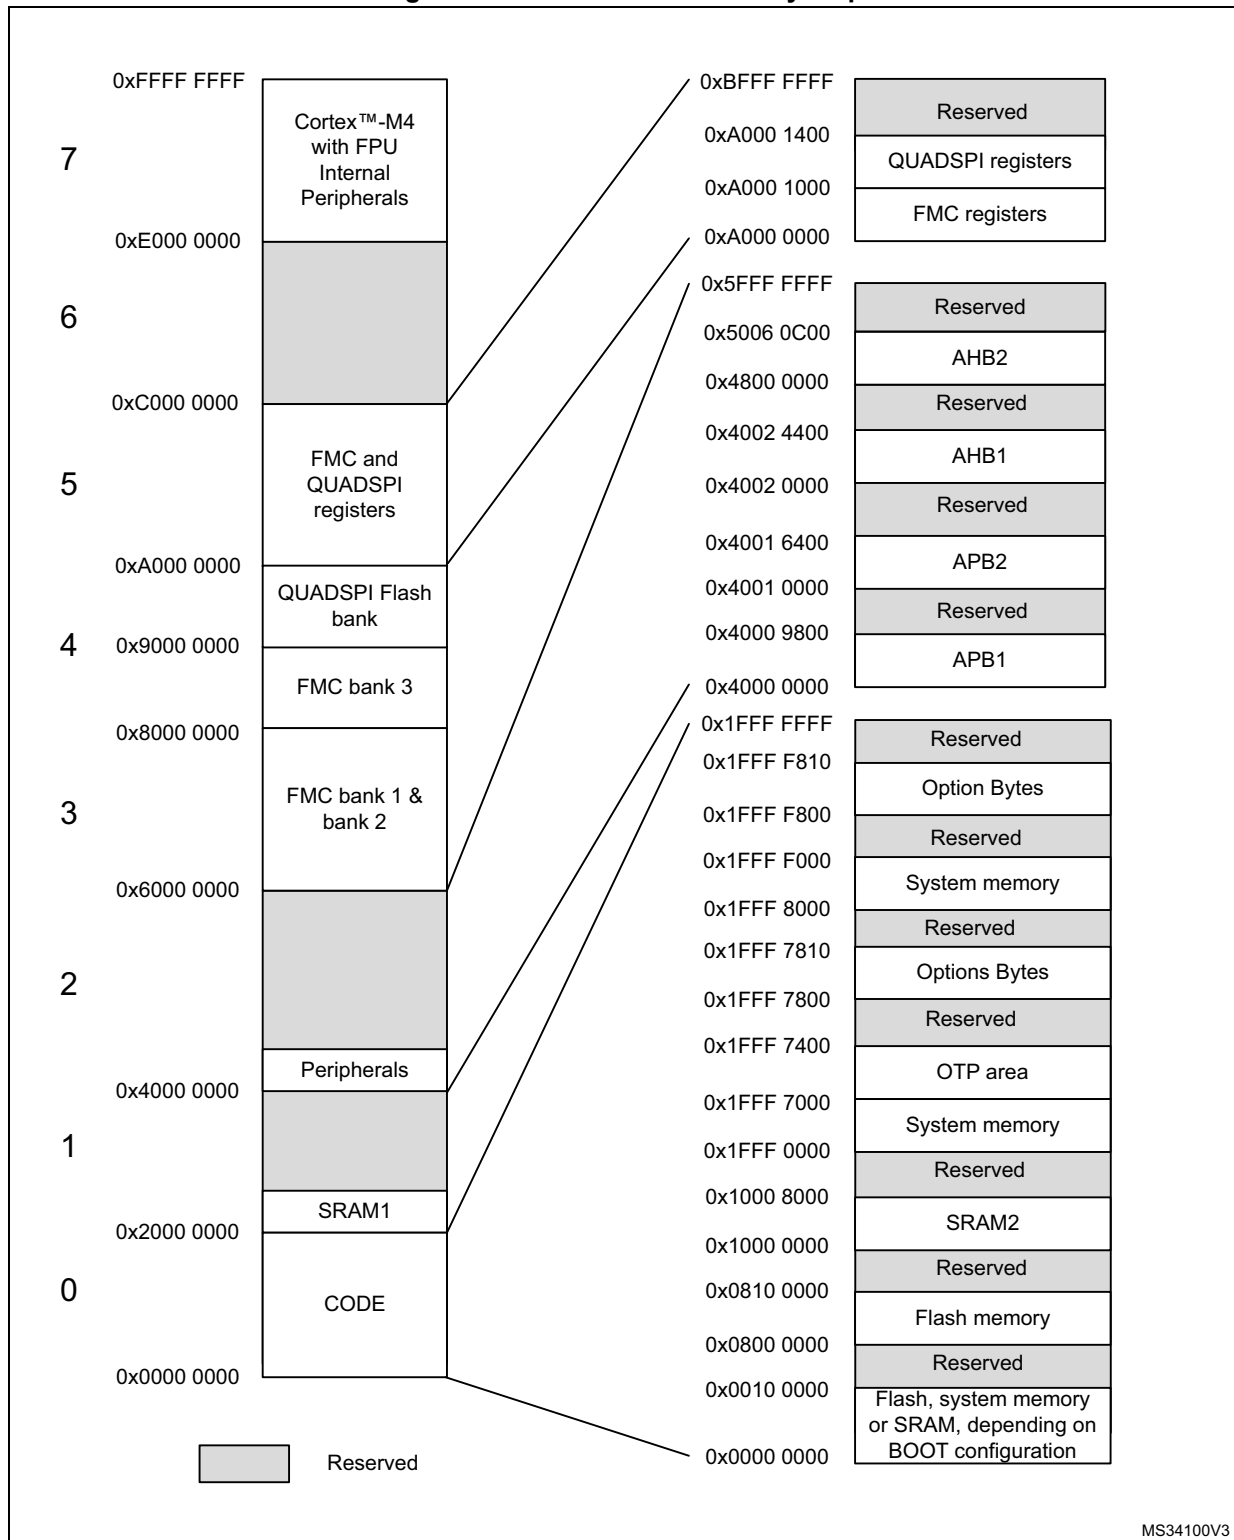 0xFFFF FFFF
7
Cortex™-M4
with FPU
Internal
Peripherals
0xE000 0000
6
0xC000 0000
5
FMC and
QUADSPI
registers
0xA000 0000
QUADSPI Flash
bank
4
0x9000 0000
FMC bank 3
0x8000 0000
3
FMC bank 1 &
bank 2
0x6000 0000
2
Peripherals
0x4000 0000
1
SRAM1
0x2000 0000
0
CODE
0x0000 0000
Reserved
0xBFFF FFFF
Reserved
0xA000 1400
QUADSPI registers
0xA000 1000
FMC registers
0xA000 0000
0x5FFF FFFF
Reserved
0x5006 0C00
AHB2
0x4800 0000
Reserved
0x4002 4400
AHB1
0x4002 0000
Reserved
0x4001 6400
APB2
0x4001 0000
Reserved
0x4000 9800
APB1
0x4000 0000
0x1FFF FFFF
Reserved
0x1FFF F810
Option Bytes
0x1FFF F800
Reserved
0x1FFF F000
System memory
0x1FFF 8000
Reserved
0x1FFF 7810
Options Bytes
0x1FFF 7800
Reserved
0x1FFF 7400
OTP area
0x1FFF 7000
System memory
0x1FFF 0000
Reserved
0x1000 8000
SRAM2
0x1000 0000
Reserved
0x0810 0000
Flash memory
0x0800 0000
Reserved
0x0010 0000
Flash, system memory
or SRAM, depending on
BOOT configuration
0x0000 0000
MS34100V3